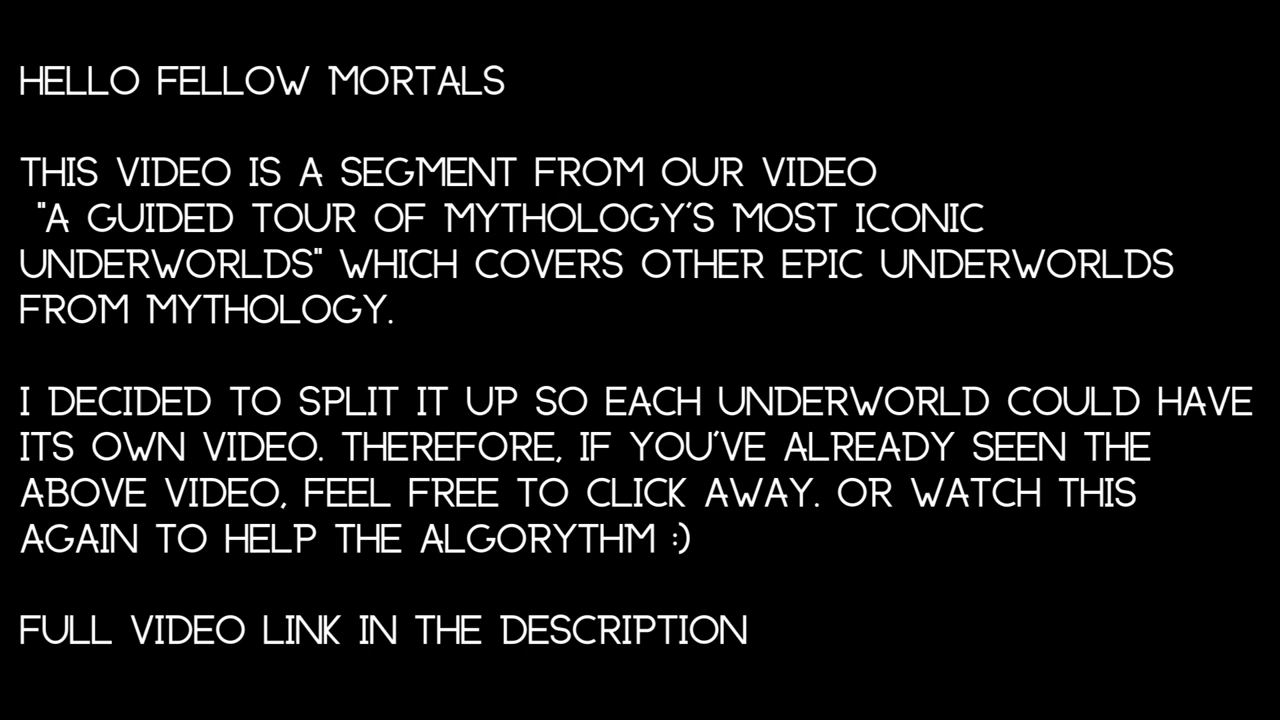 HELLO FELLOW MORTALS
THIS VIDEO IS A SEGMENT FROM OUR VIDEO
"A GUIDED TOUR OF MYTHOLOGY'S MOST ICONIC
UNDERWORLDS" WHICH COVERS OTHER EPIC UNDERWORLDS
FROM MYTHOLOGY.
I DECIDED TO SPLIT IT UP SO EACH UNDERWORLD COULD HAVE
ITS OWN VIDEO. THEREFORE, IF YOU'VE ALREADY SEEN THE
ABOVE VIDEO, FEEL FREE TO CLICK AWAY. OR WATCH THIS
AGAIN TO HELP THE ALGORYTHM :)
FULL VIDEO LINK IN THE DESCRIPTION